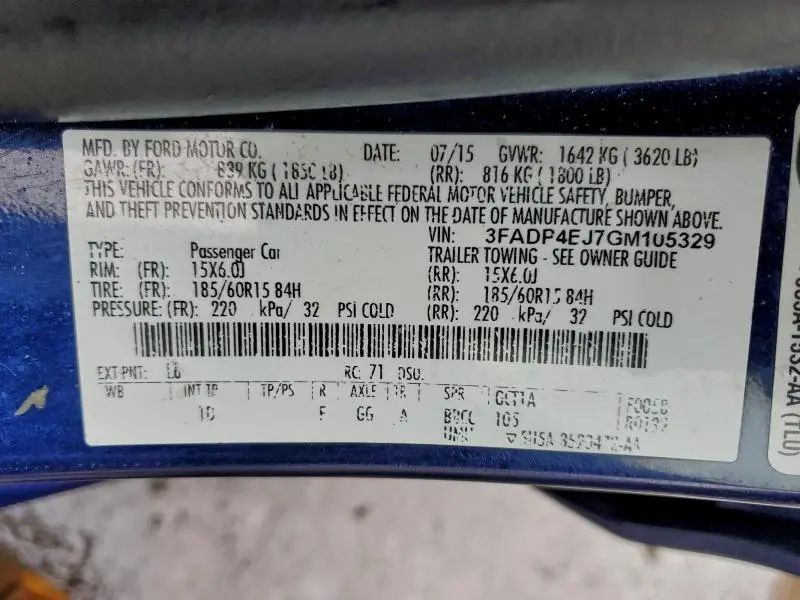 MFD. BY FORD MOTOR CO. DATE: 07/15 GVWR: 1642 KG ( 3620 LB)
GAWR: (FR): 839 KG ( 1850 LB) (RR): 816 KG ( 1800 LB)
THIS VEHICLE CONFORMS TO ALL APPLICABLE FEDERAL MOTOR VEHICLE SAFETY, BUMPER,
AND THEFT PREVENTION STANDARDS IN EFFECT ON THE DATE OF MANUFACTURE SHOWN ABOVE.
VIN: 3FADP4EJ7GM105329
TYPE: Passenger Car TRAILER TOWING - SEE OWNER GUIDE
RIM: (FR): 15X6.0J (RR): 15X6.0J
TIRE: (FR): 185/60R15 84H (RR): 185/60R15 84H
PRESSURE: (FR): 220 kPa/ 32 PSI COLD (RR): 220 kPa/ 32 PSI COLD
EXT-PNT: L6 RC: 71 DSO:
WB INT TR TP/PS R AXLE TR SPR
1D F GG A 105